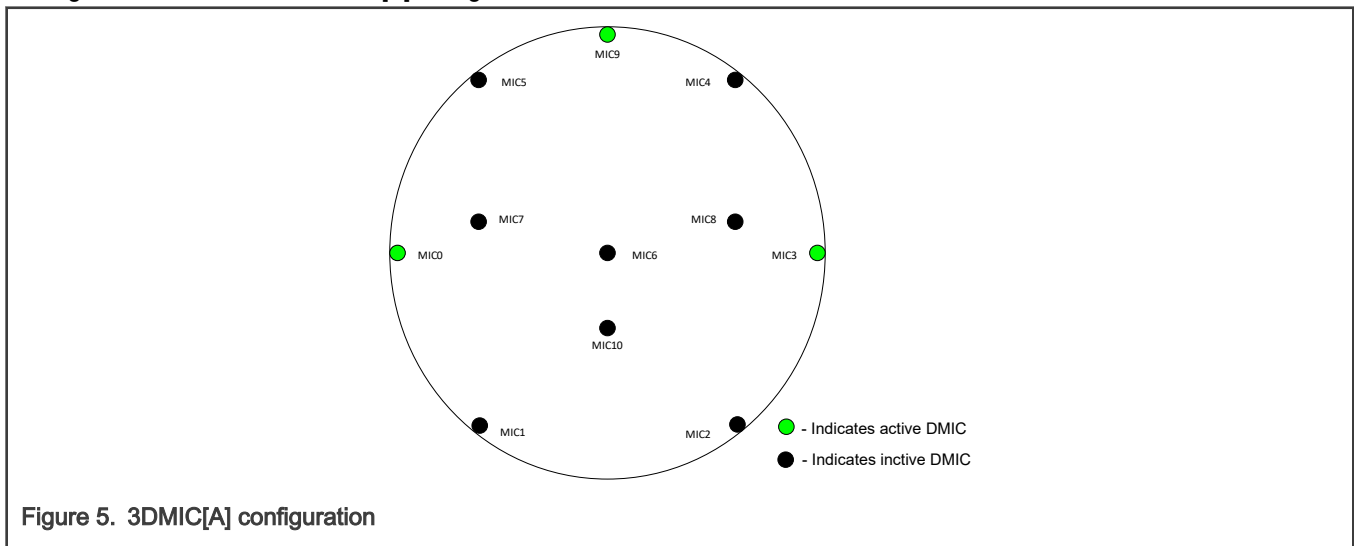 MIC9
MIC5
MIC4
MIC7
MIC8
MIC0
MIC6
MIC3
MIC10
MIC1
MIC2
- Indicates active DMIC
- Indicates inctive DMIC
Figure 5. 3DMIC[A] configuration